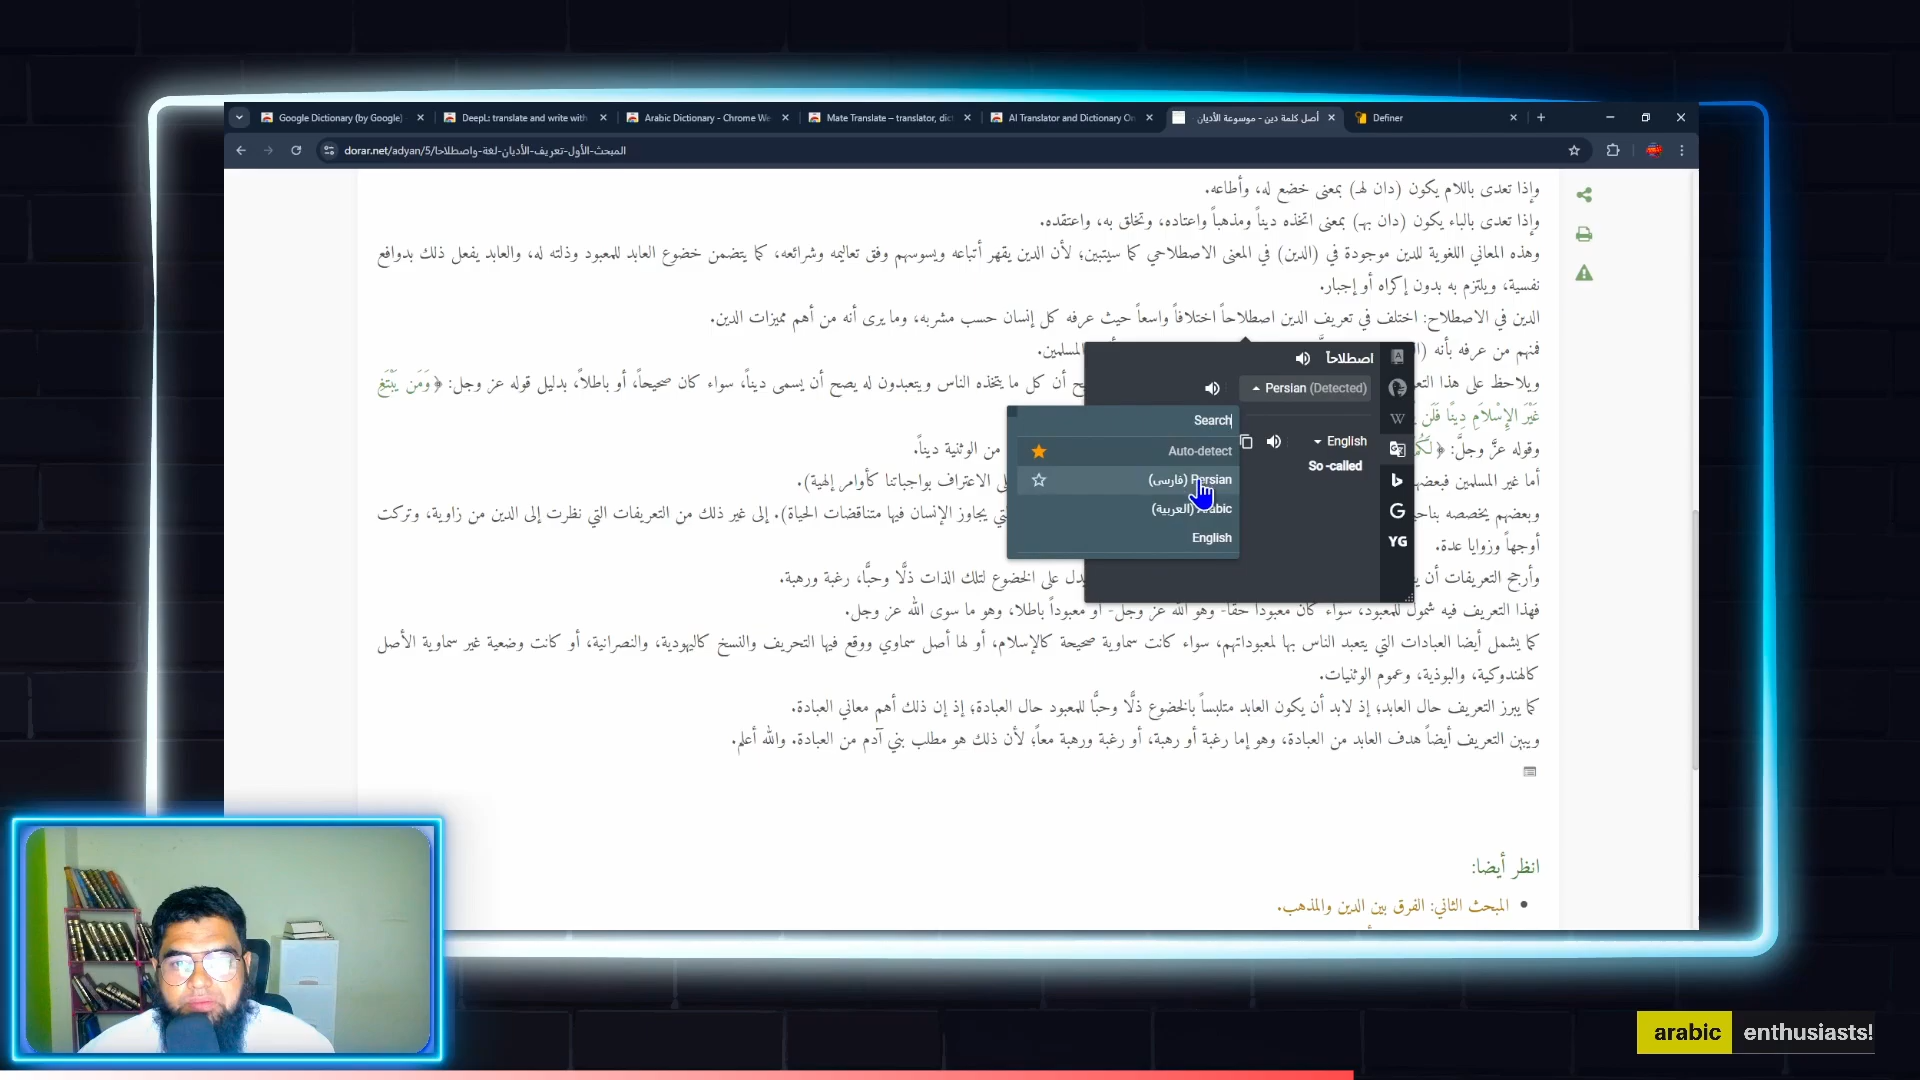 Google Dictionary (by Google)
DeepL: translate and write with
Arabic Dictionary - Chrome We
Mate Translate – translator, dic
AI Translator and Dictionary On
أصل كلمة دين - موسوعة الأديان
Definer
dorar.net/adyan/5/المبحث-الأول-تعريف-الأديان-لغة-واصطلاحا
وإذا تعدى باللام يكون (دان لهـ) بمعنى خضع له، وأطاعه.
وإذا تعدى بالباء يكون (دان بهـ) بمعنى اتخذه ديناً ومذهباً واعتاده، وتخلق به، واعتقده.
وهذه المعاني اللغوية للدين موجودة في (الدين) في المعنى الاصطلاحي كما سيتبين؛ لأن الدين يقهر أتباعه ويسوسهم وفق تعاليمه وشرائعه، كما يتضمن خضوع العابد للمعبود وذلته له، والعابد يفعل ذلك بدوافع
نفسية، ويلتزم به بدون إكراه أو إجبار.
الدين في الاصطلاح: اختلف في تعريف الدين اصطلاحاً اختلافاً واسعاً حيث عرفه كل إنسان حسب مشربه، وما يرى أنه من أهم مميزات الدين.
فمنهم من عرفه بأنه
المسلمين.
ويلاحظ على هذا
أن كل ما يتخذه الناس ويتعبدون له يصح أن يسمى ديناً، سواء كان صحيحاً، أو باطلاً، بدليل قوله عز وجل: ﴿وَمَن يَبْتَغِ
غَيْرَ الإِسْلاَمِ دِينًا فَلَن
وقوله عزَّ وجلَّ: ﴿
من الوثنية ديناً.
أما غير المسلمين
الاعتراف بواجباتنا كأوامر إلهية).
وبعضهم يخصصه
يجاوز الإنسان فيها متناقضات الحياة). إلى غير ذلك من التعريفات التي نظرت إلى الدين من زاوية، وتركت
أوجهاً وزوايا عدة.
وأرجح التعريفات أن
على الخضوع لتلك الذات ذلًا وحبًّا، رغبة ورهبة.
فهذا التعريف فيه شمول للمعبود، سواء كان معبوداً حقًّا- وهو الله عز وجل- أو معبوداً باطلا، وهو ما سوى الله عز وجل.
كما يشمل أيضا العبادات التي يتعبد الناس بها لمعبوداتهم، سواء كانت سماوية صحيحة كالإسلام، أو لها أصل سماوي ووقع فيها التحريف والنسخ كاليهودية، والنصرانية، أو كانت وضعية غير سماوية الأصل
كالهندوكية، والبوذية، وعموم الوثنيات.
كما يبرز التعريف حال العابد؛ إذ لابد أن يكون العابد متلبساً بالخضوع ذلًا وحبًّا للمعبود حال العبادة؛ إذ إن ذلك أهم معاني العبادة.
ويبين التعريف أيضاً هدف العابد من العبادة، وهو إما رغبة أو رهبة، أو رغبة ورهبة معاً؛ لأن ذلك هو مطلب بني آدم من العبادة. والله أعلم.
انظر أيضا:
المبحث الثاني: الفرق بين الدين والمذهب.
اصطلاحاً
Persian (Detected)
Search
Auto-detect
Persian (فارسی)
(العربية)
English
English
So -called
W
G
YG
arabic enthusiasts!